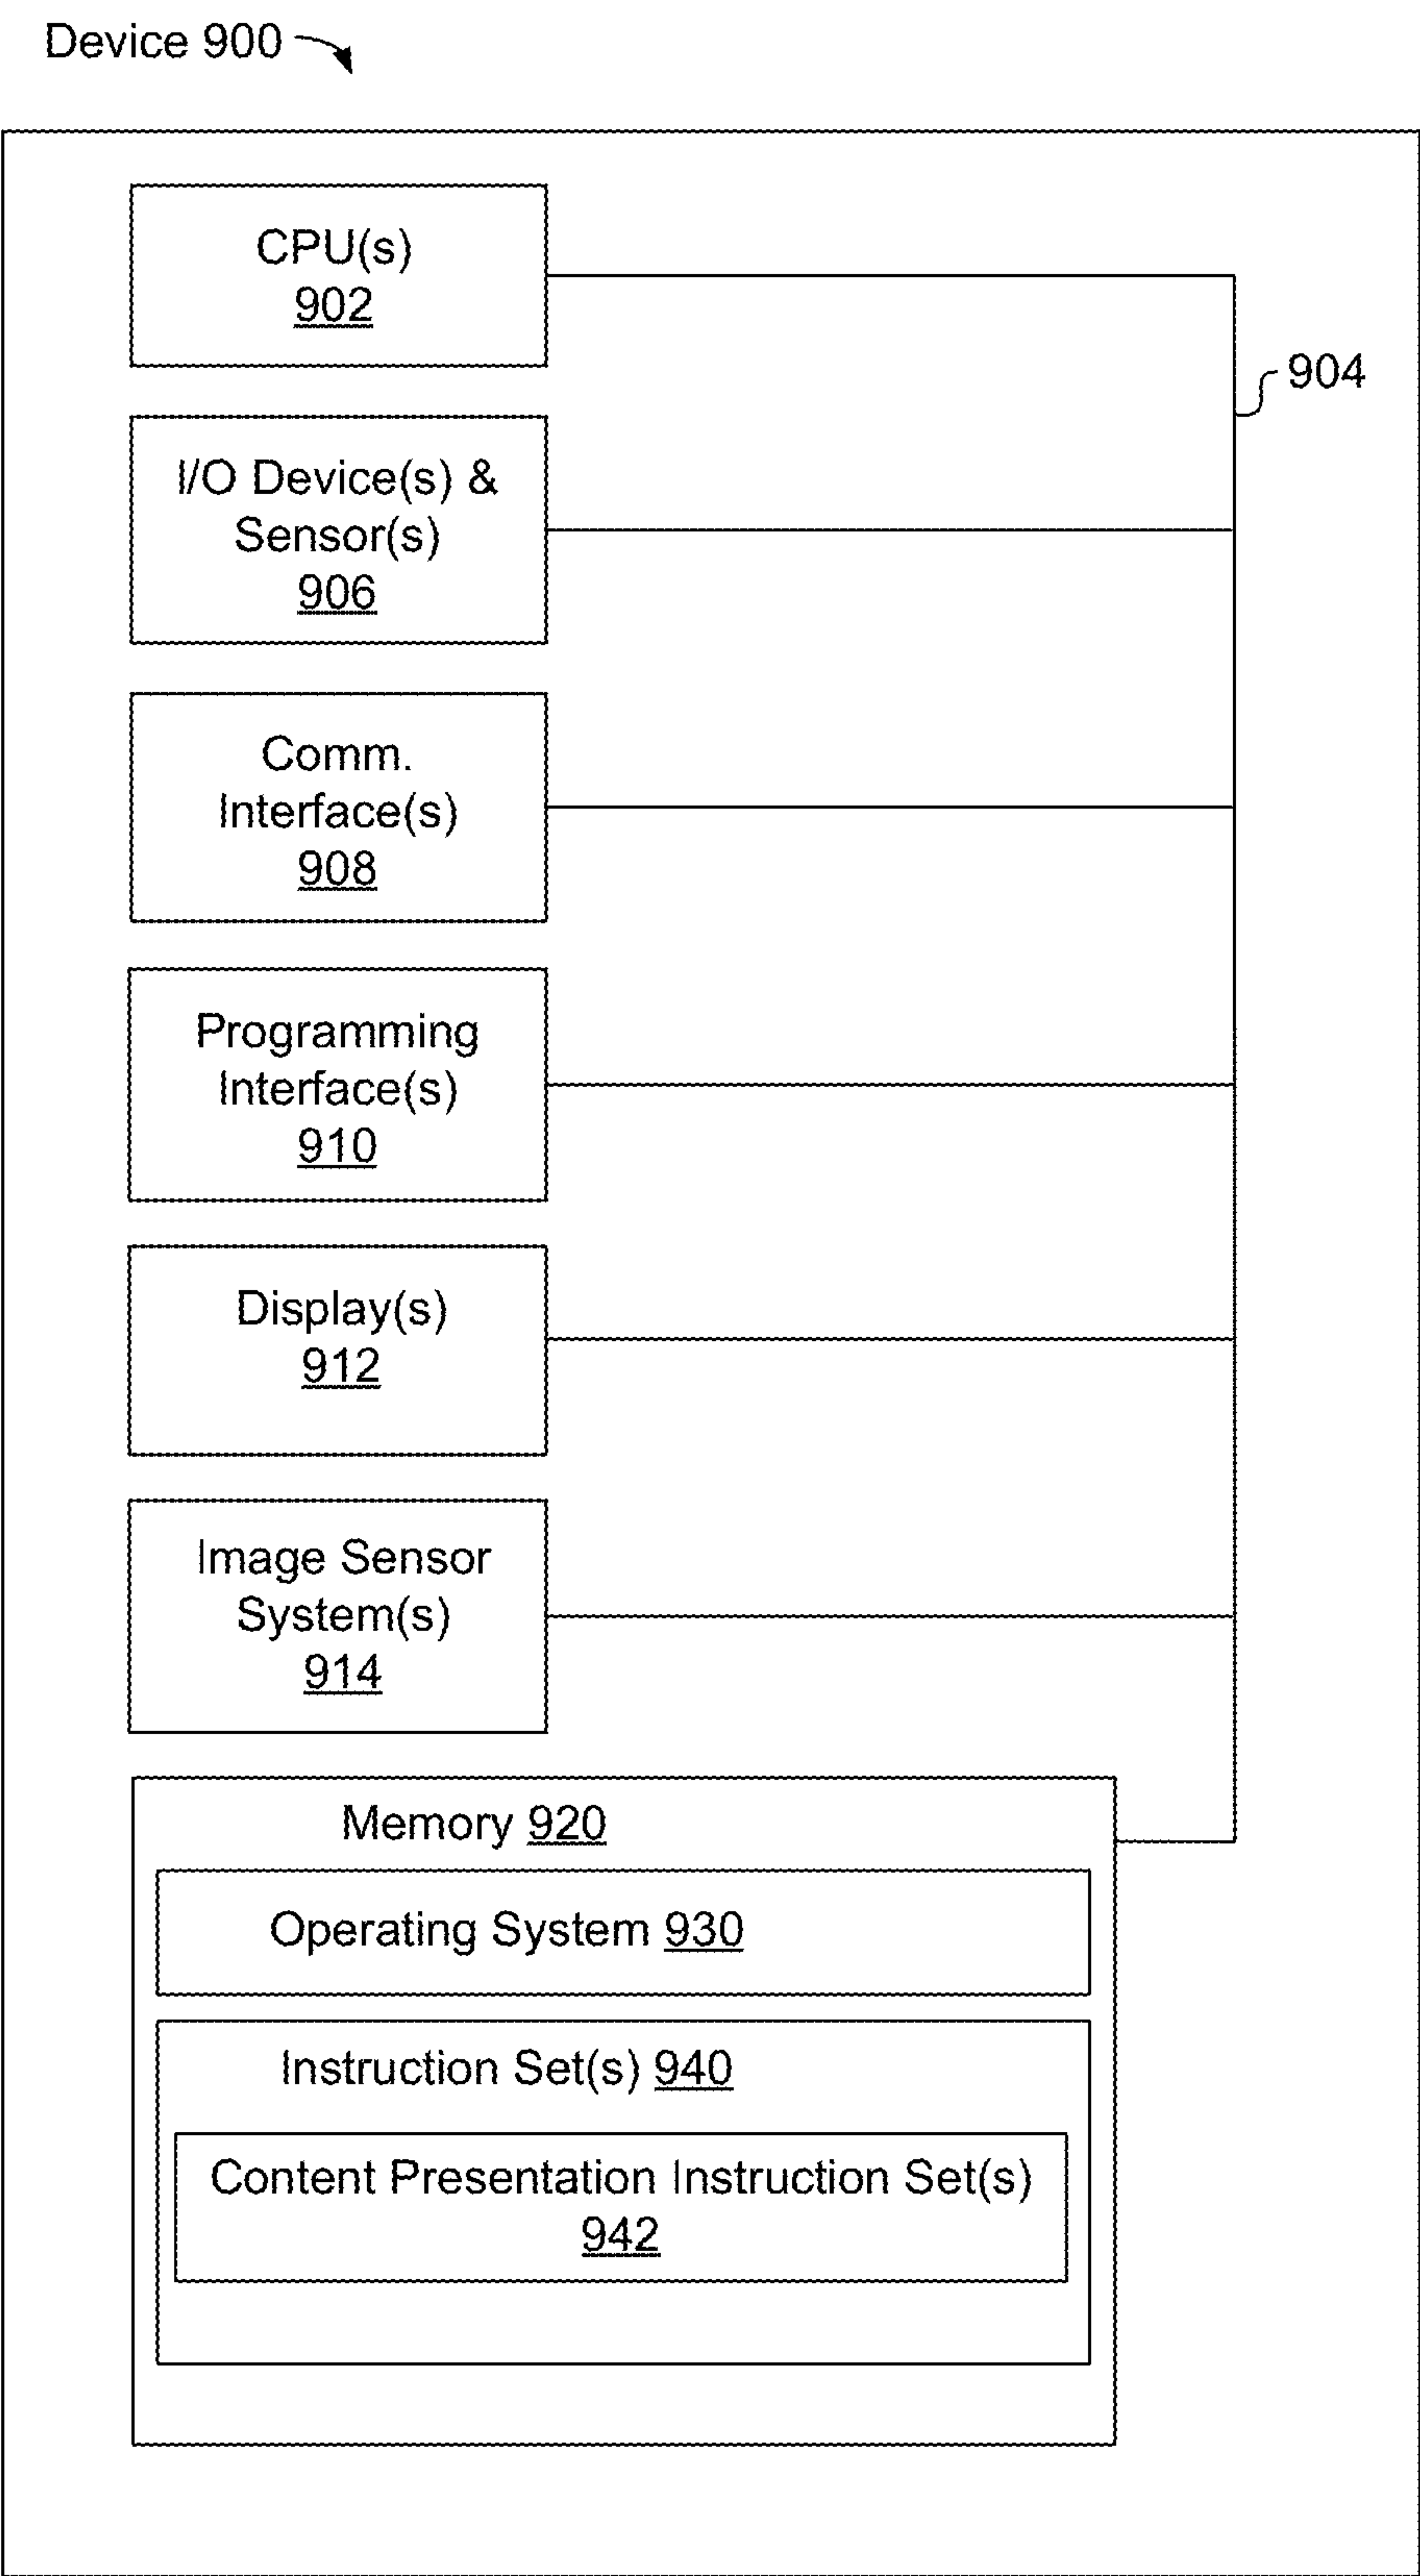 Device 900
CPU(s)
902
904
I/O Device(s) &
Sensor(s)
906
Comm.
Interface(s)
908
Programming
Interface(s)
910
Display(s)
912
Image Sensor
System(s)
914
Memory 920
Operating System 930
Instruction Set(s) 940
Content Presentation Instruction Set(s)
942